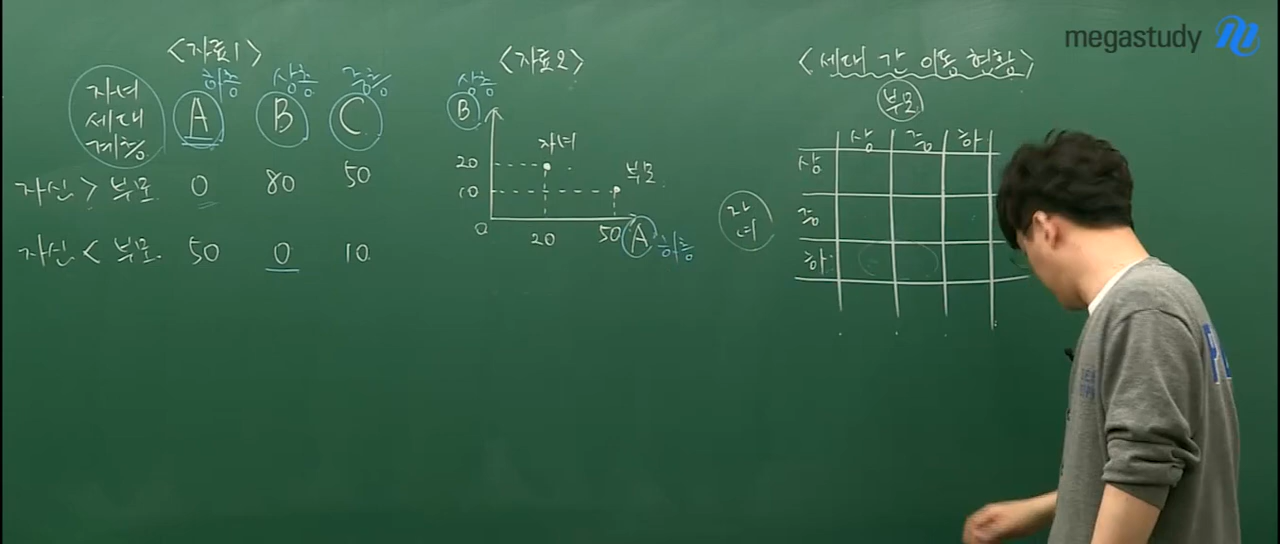 megastudy
<자료1>
하층 상층 중층
자녀 세대 계층 A B C
자신 > 부모 0 80 50
자신 < 부모 50 0 10
<자료2>
상층
B
자녀
20
부모
10
0 20 50 A 하층
<세대 간 이동 현황>
부모
상 중 하
상
자녀 중
하